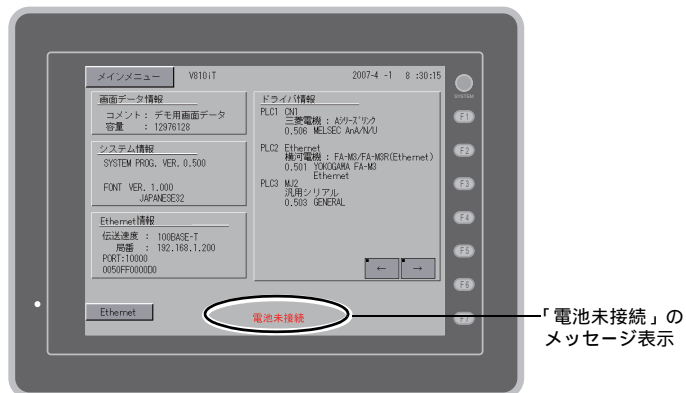 メインメニュー V810iT 2007-4 -1 8 :30:15
SYSTEM
画面データ情報
コメント : デモ用画面データ
容量 : 12976128
システム情報
SYSTEM PROG. VER. 0.500
FONT VER. 1.000
JAPANESE32
Ethernet情報
伝送速度 : 100BASE-T
局番 : 192.168.1.200
PORT:10000
0050FF0000D0
Ethernet
ドライバ情報
PLC1 CN1
三菱電機 : Aｼﾘｰｽﾞﾘﾝｸ
0.506 MELSEC AnA/N/U
PLC2 Ethernet
横河電機 : FA-M3/FA-M3R(Ethernet)
0.501 YOKOGAWA FA-M3
Ethernet
PLC3 MJ2
汎用シリアル
0.503 GENERAL
← →
電池未接続
F1
F2
F3
F4
F5
F6
F7
「電池未接続」の
メッセージ表示